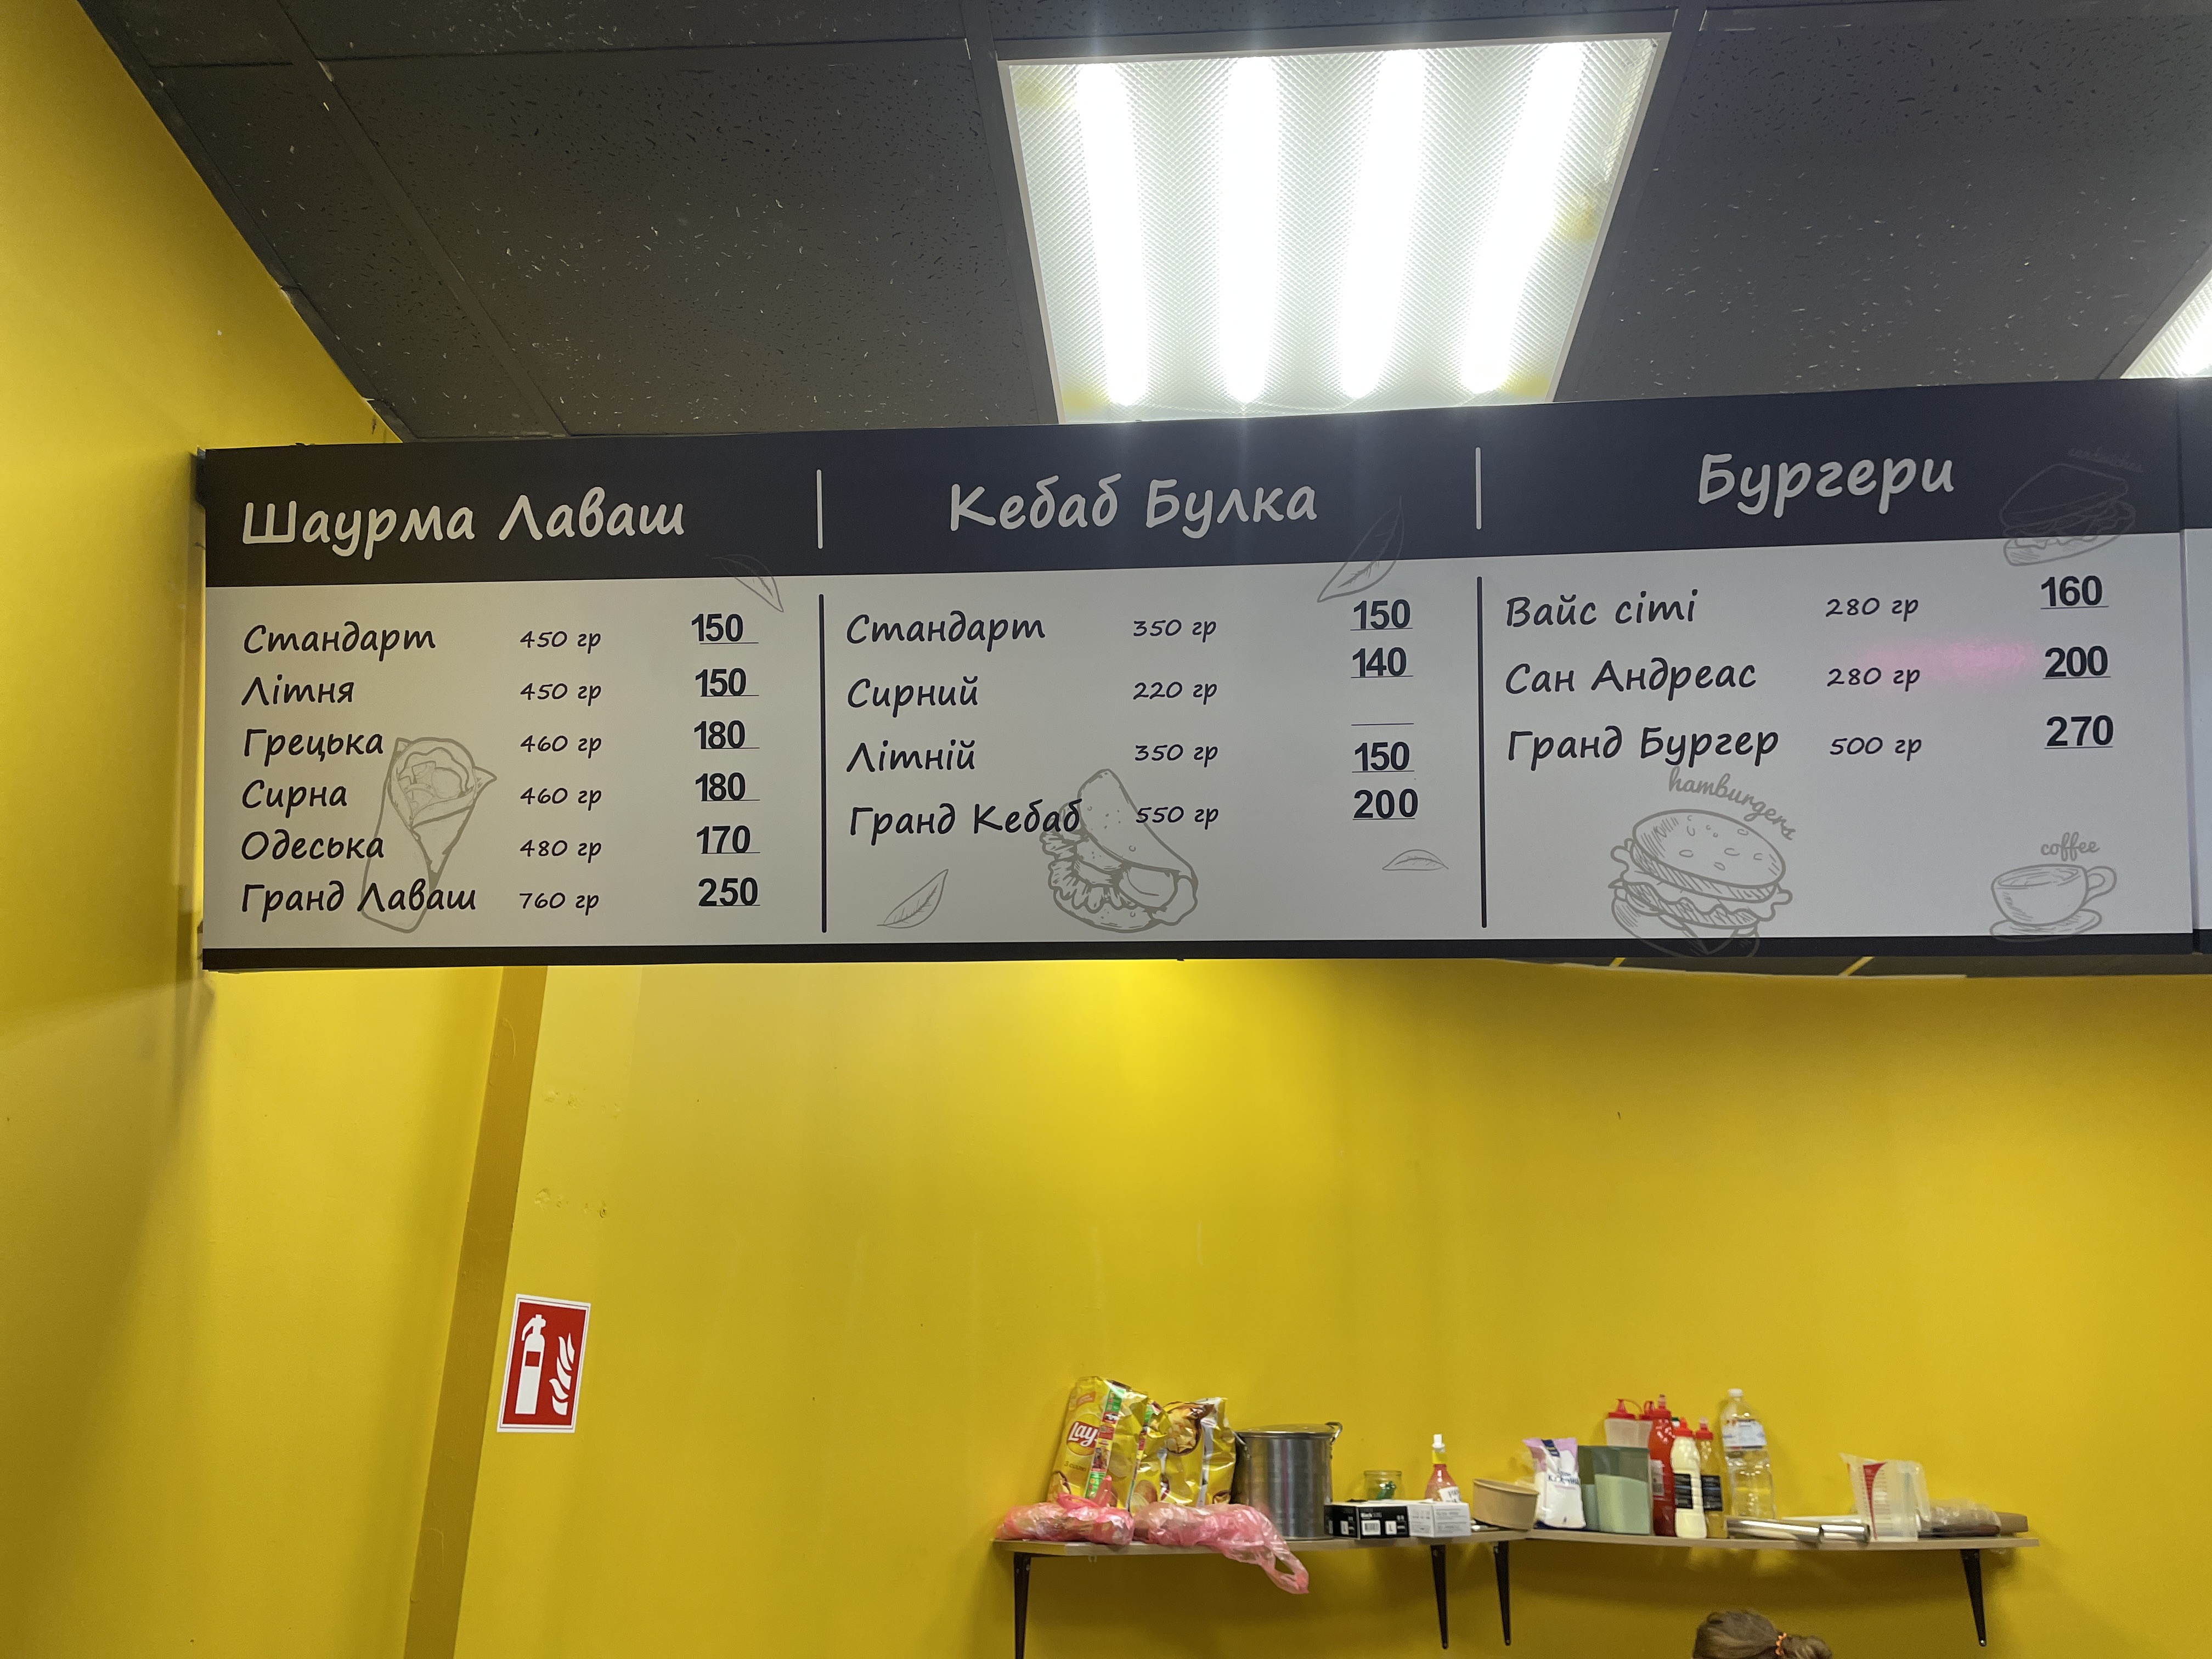 Шаурма Лаваш
Стандарт 450 гр 150
Літня 450 гр 150
Грецька 460 гр 180
Сирна 460 гр 180
Одеська 480 гр 170
Гранд Лаваш 760 гр 250
Кебаб Булка
Стандарт 350 гр 150
Сирний 220 гр 140
Літній 350 гр 150
Гранд Кебаб 550 гр 200
Бургери
sandwiches
Вайс сіті 280 гр 160
Сан Андреас 280 гр 200
Гранд Бургер 500 гр 270
hamburgers
coffee
Lay